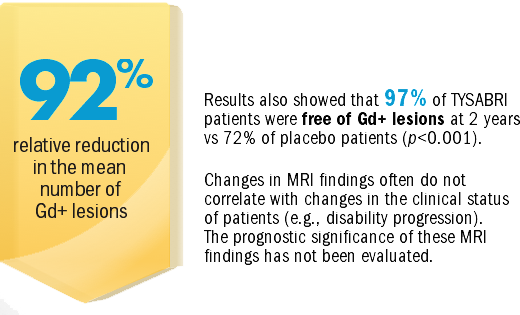 92%
relative reduction
in the mean
number of
Gd+ lesions
Results also showed that 97% of TYSABRI
patients were free of Gd+ lesions at 2 years
vs 72% of placebo patients (p<0.001).
Changes in MRI findings often do not
correlate with changes in the clinical status
of patients (e.g., disability progression).
The prognostic significance of these MRI
findings has not been evaluated.